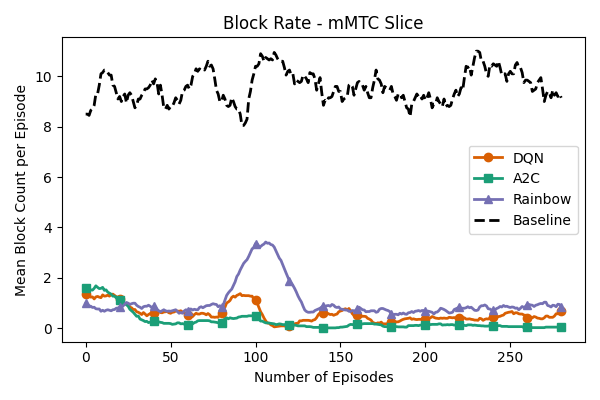 Block Rate - mMTC Slice
Mean Block Count per Episode
10
8
6
4
2
0
DQN
A2C
Rainbow
Baseline
0 50 100 150 200 250
Number of Episodes